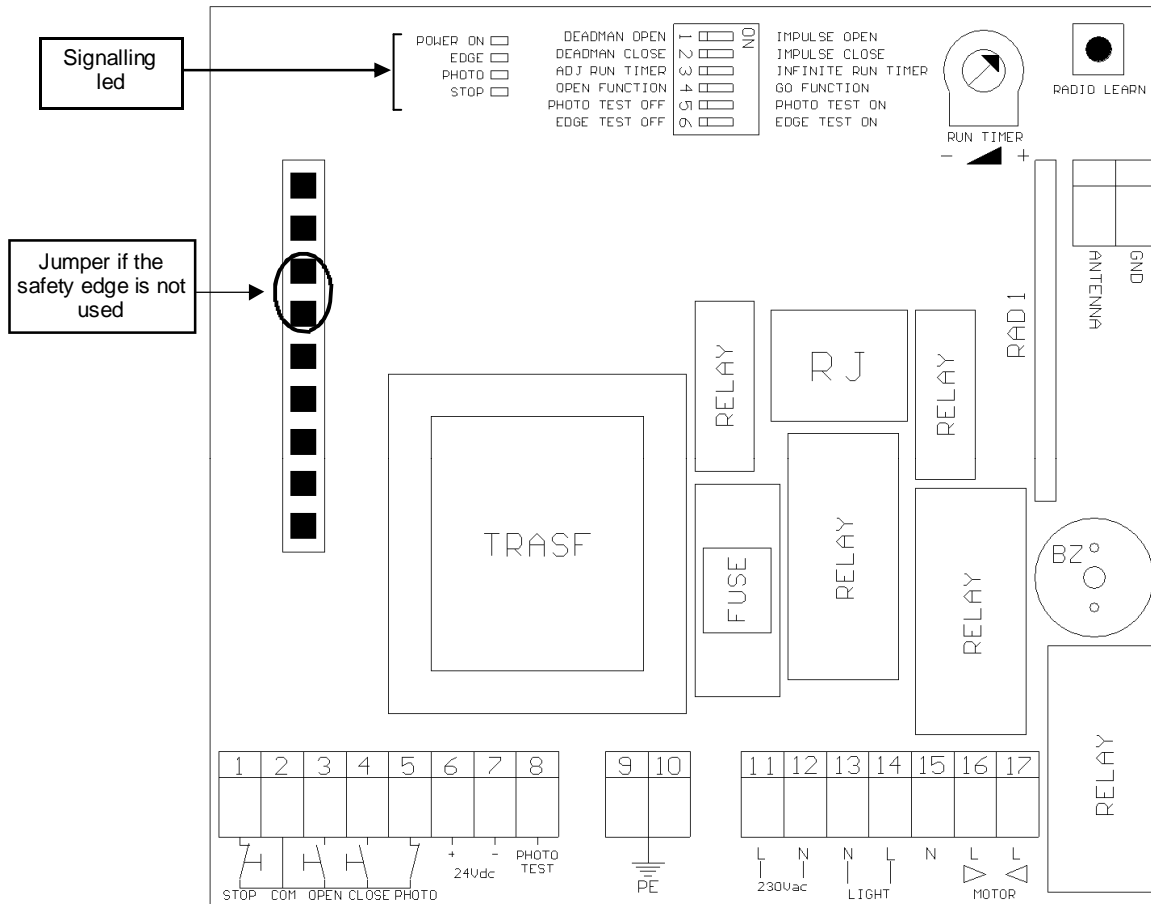 Signalling
led
POWER ON
EDGE
PHOTO
STOP
DEADMAN OPEN 1 ON IMPULSE OPEN
DEADMAN CLOSE 2 IMPULSE CLOSE
ADJ RUN TIMER 3 INFINITE RUN TIMER
OPEN FUNCTION 4 GO FUNCTION
PHOTO TEST OFF 5 PHOTO TEST ON
EDGE TEST OFF 6 EDGE TEST ON
RUN TIMER
- +
RADIO LEARN
ANTENNA
GND
RAD1
Jumper if the
safety edge is not
used
RELAY
RJ
RELAY
TRASF
FUSE
RELAY
RELAY
BZ
RELAY
1 2 3 4 5 6 7 8 9 10 11 12 13 14 15 16 17
+ - PHOTO
TEST
24Vdc
STOP COM OPEN CLOSE PHOTO
PE
L N N L N L L
230Vac
LIGHT
MOTOR